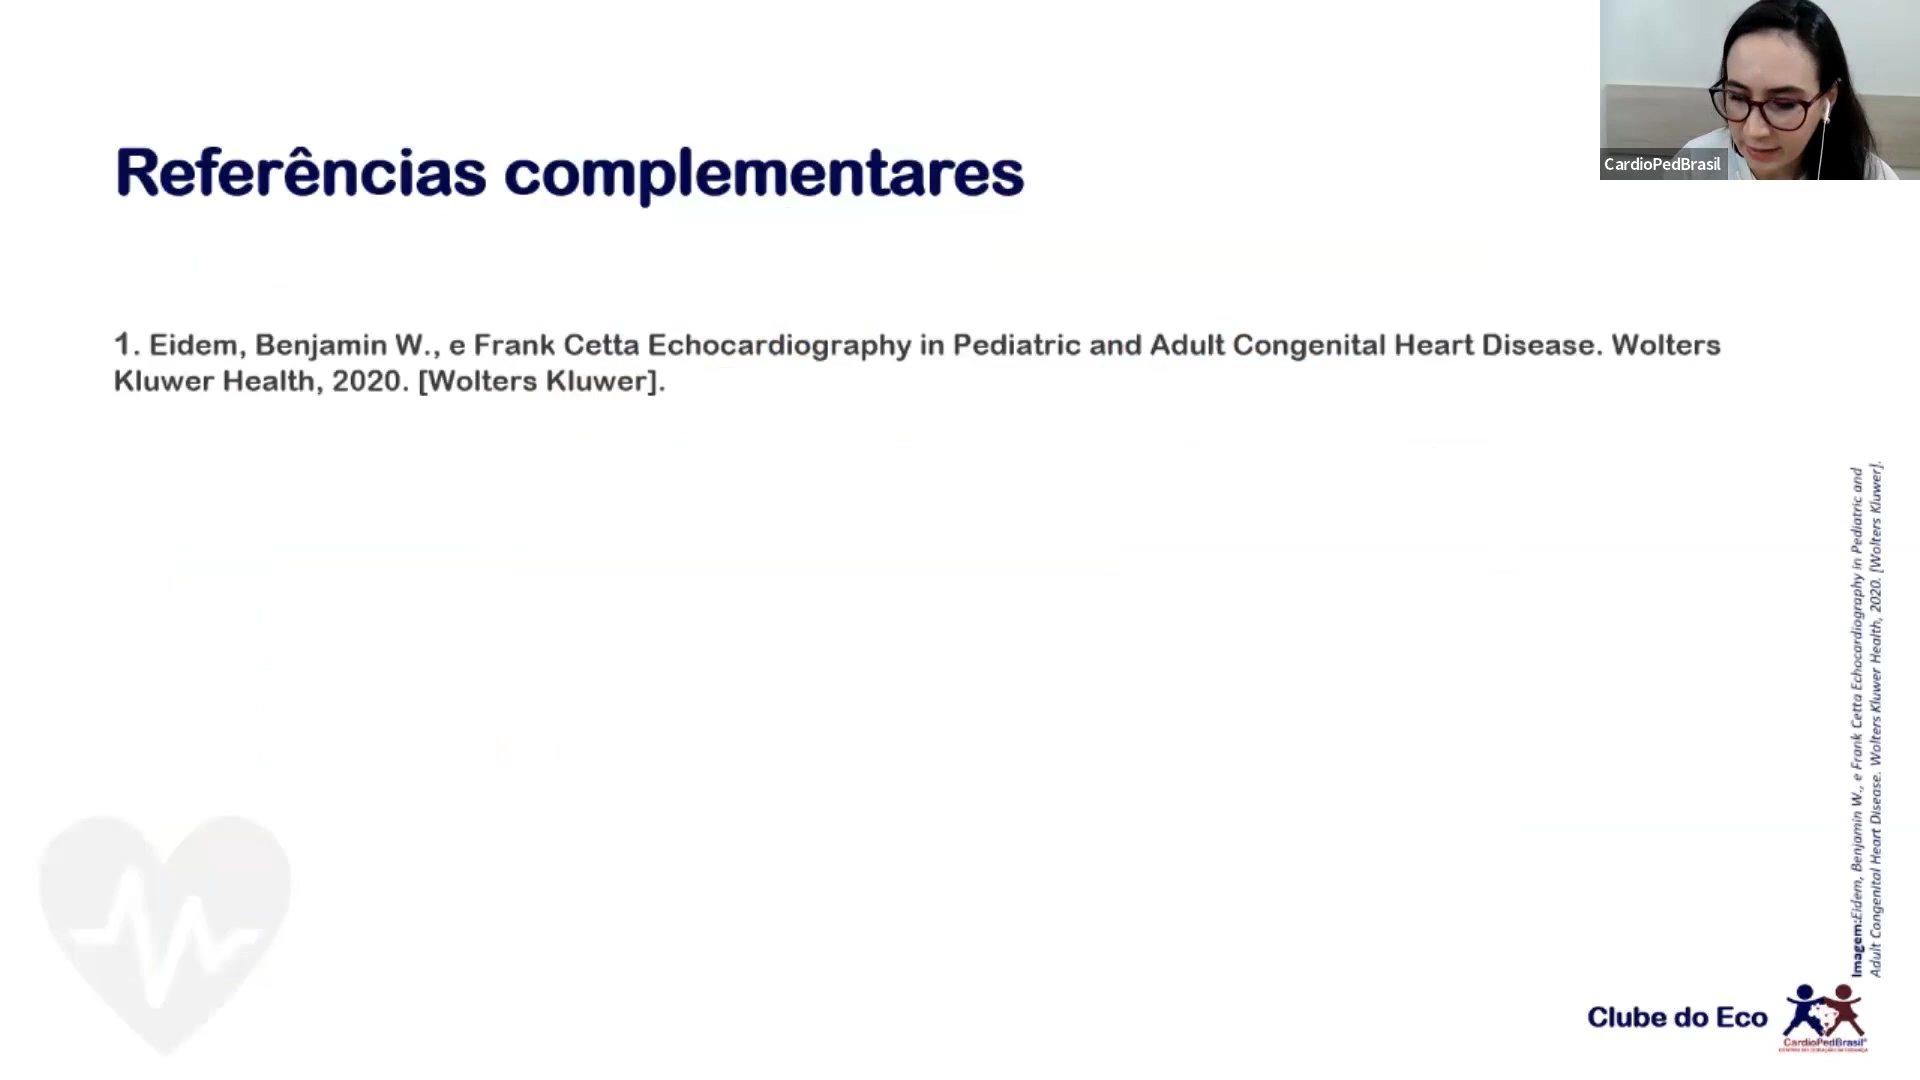 CardioPedBrasil
Referências complementares
1. Eidem, Benjamin W., e Frank Cetta Echocardiography in Pediatric and Adult Congenital Heart Disease. Wolters
Kluwer Health, 2020. [Wolters Kluwer].
Imagem:Eidem, Benjamin W., e Frank Cetta Echocardiography in Pediatric and
Adult Congenital Heart Disease. Wolters Kluwer Health, 2020. [Wolters Kluwer].
Clube do Eco
CardioPedBrasil®